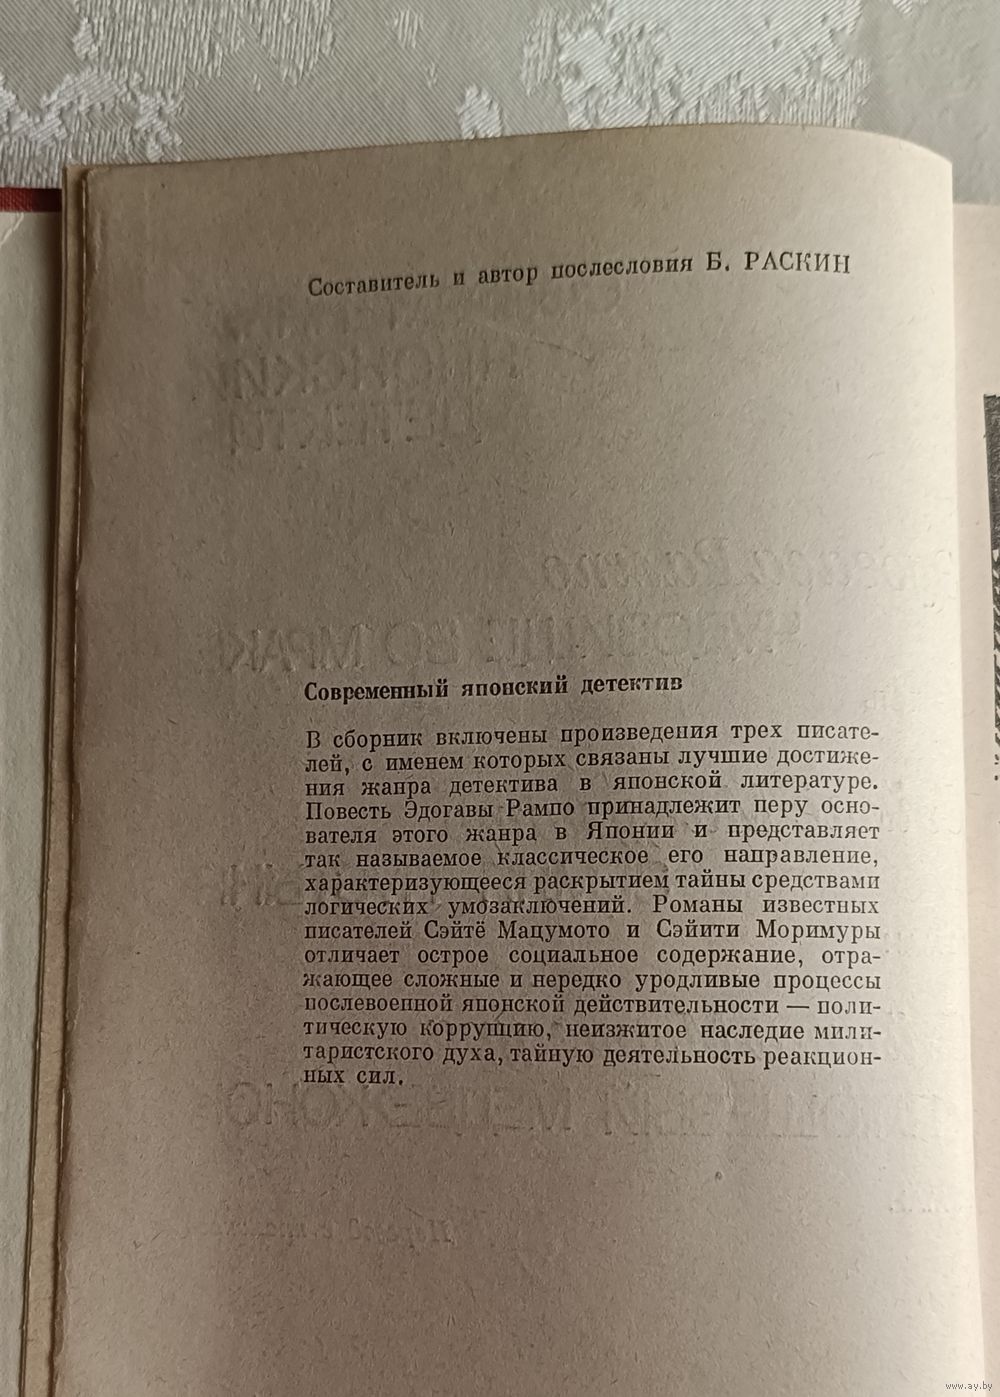 Составитель и автор послесловия Б. РАСКИН
Современный японский детектив
В сборник включены произведения трех писате-
лей, с именем которых связаны лучшие достиже-
ния жанра детектива в японской литературе.
Повесть Эдогавы Рампо принадлежит перу осно-
вателя этого жанра в Японии и представляет
так называемое классическое его направление,
характеризующееся раскрытием тайны средствами
логических умозаключений. Романы известных
писателей Сэйтё Мацумото и Сэйити Моримуры
отличает острое социальное содержание, отра-
жающее сложные и нередко уродливые процессы
послевоенной японской действительности — поли-
тическую коррупцию, неизжитое наследие мили-
таристского духа, тайную деятельность реакцион-
ных сил.
www.ay.by